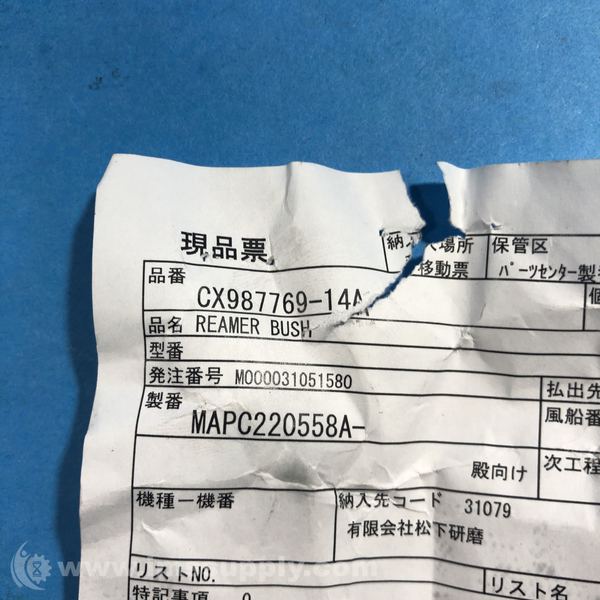 現品票
納入場所
移動票
保管区
パーツセンター製
品番
CX987769-14A
品名 REAMER BUSH
型番
発注番号 M000031051580
払出先
製番
MAPC220558A-
風船番
殿向け
次工程
機種一機番
納入先コード 31079
有限会社松下研磨
リストNO.
リスト名
特記事項 0